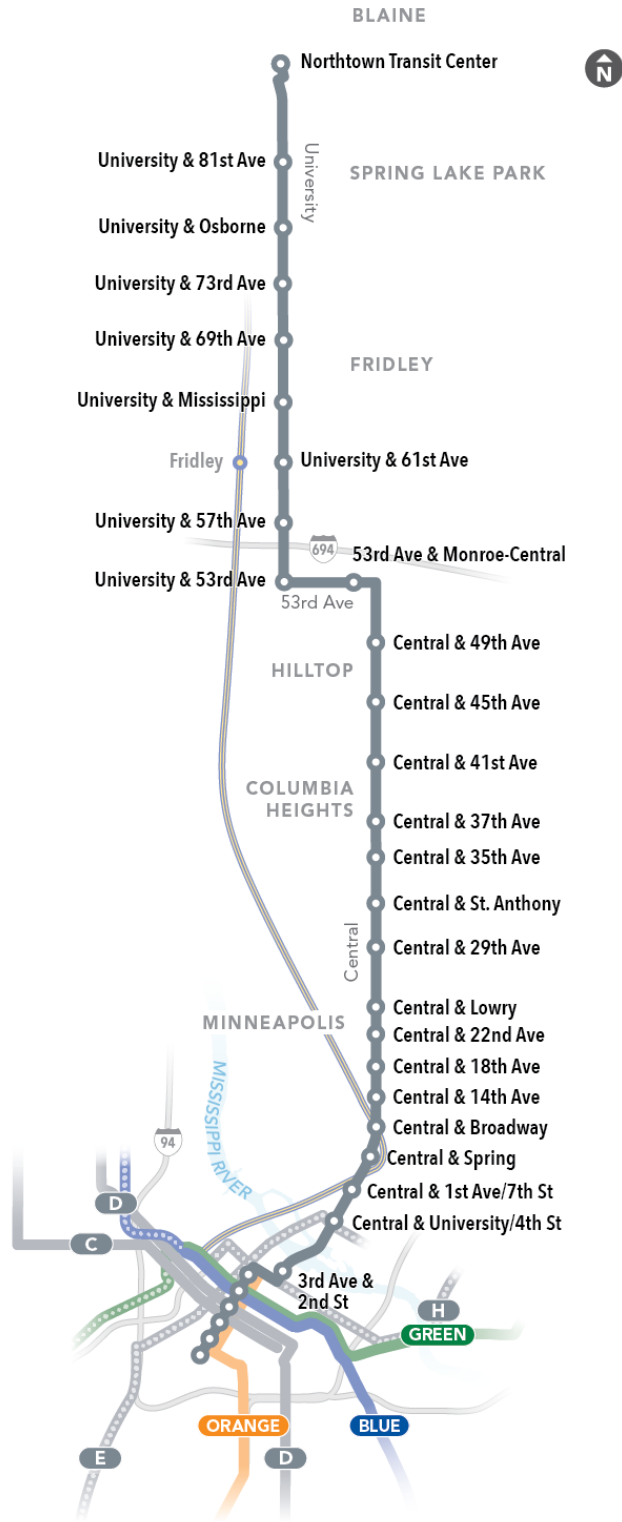 BLAINE
Northtown Transit Center
N
University & 81st Ave
University
SPRING LAKE PARK
University & Osborne
University & 73rd Ave
University & 69th Ave
FRIDLEY
University & Mississippi
Fridley
University & 61st Ave
University & 57th Ave
694
53rd Ave & Monroe-Central
University & 53rd Ave
53rd Ave
Central & 49th Ave
HILLTOP
Central & 45th Ave
Central & 41st Ave
COLUMBIA
HEIGHTS
Central & 37th Ave
Central & 35th Ave
Central & St. Anthony
Central
Central & 29th Ave
Central & Lowry
MINNEAPOLIS
Central & 22nd Ave
Central & 18th Ave
Central & 14th Ave
MISSISSIPPI RIVER
Central & Broadway
94
Central & Spring
Central & 1st Ave/7th St
D
Central & University/4th St
C
3rd Ave &
2nd St
H
GREEN
ORANGE
BLUE
E
D